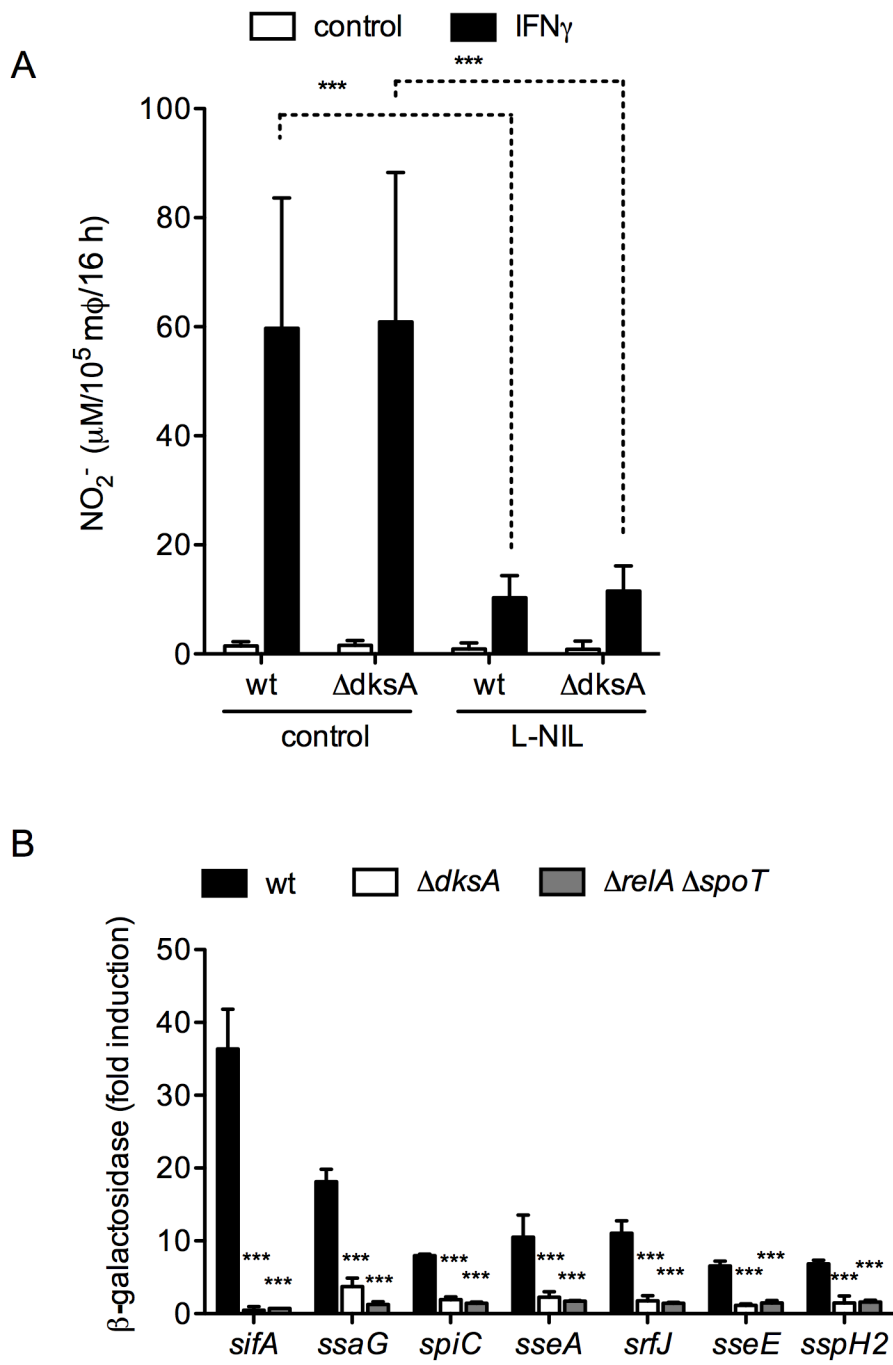 control IFNγ
A
*** ***
100
80
60
40
20
0
NO₂⁻ (μM/10⁵ mϕ/16 h)
wt ΔdksA wt ΔdksA
control L-NIL
B
wt ΔdksA ΔrelA ΔspoT
50
40
30
20
10
0
β-galactosidase (fold induction)
*** *** *** *** *** *** *** *** *** *** *** *** *** ***
sifA ssaG spiC sseA srfJ sseE sspH2